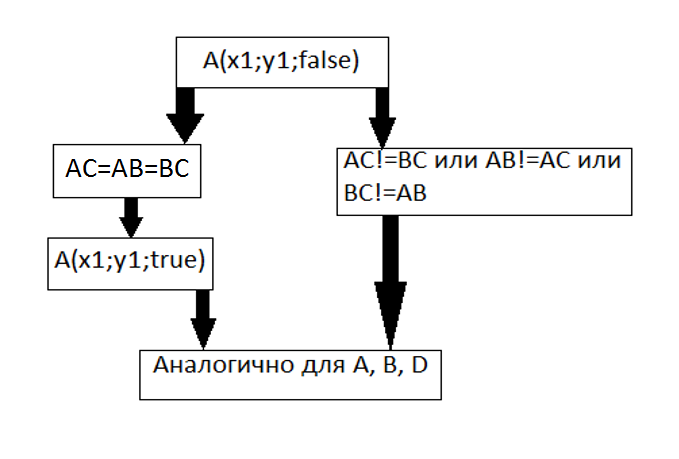 A(x1;y1;false)
AC=AB=BC
AC!=BC или AB!=AC или
BC!=AB
A(x1;y1;true)
Аналогично для A, B, D